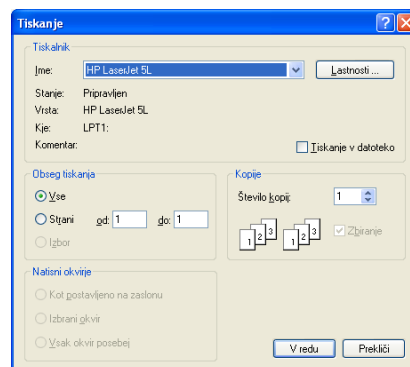 Tiskanje
Tiskalnik
Ime: HP LaserJet 5L Lastnosti ...
Stanje: Pripravljen
Vrsta: HP LaserJet 5L
Kje: LPT1:
Komentar: Tiskanje v datoteko
Obseg tiskanja
Vse
Strani od: 1 do: 1
Izbor
Kopije
Število kopij: 1
1 2 3 1 2 3 Zbiranje
Natisni okvirje
Kot postavljeno na zaslonu
Izbrani okvir
Vsak okvir posebej
V redu Prekliči